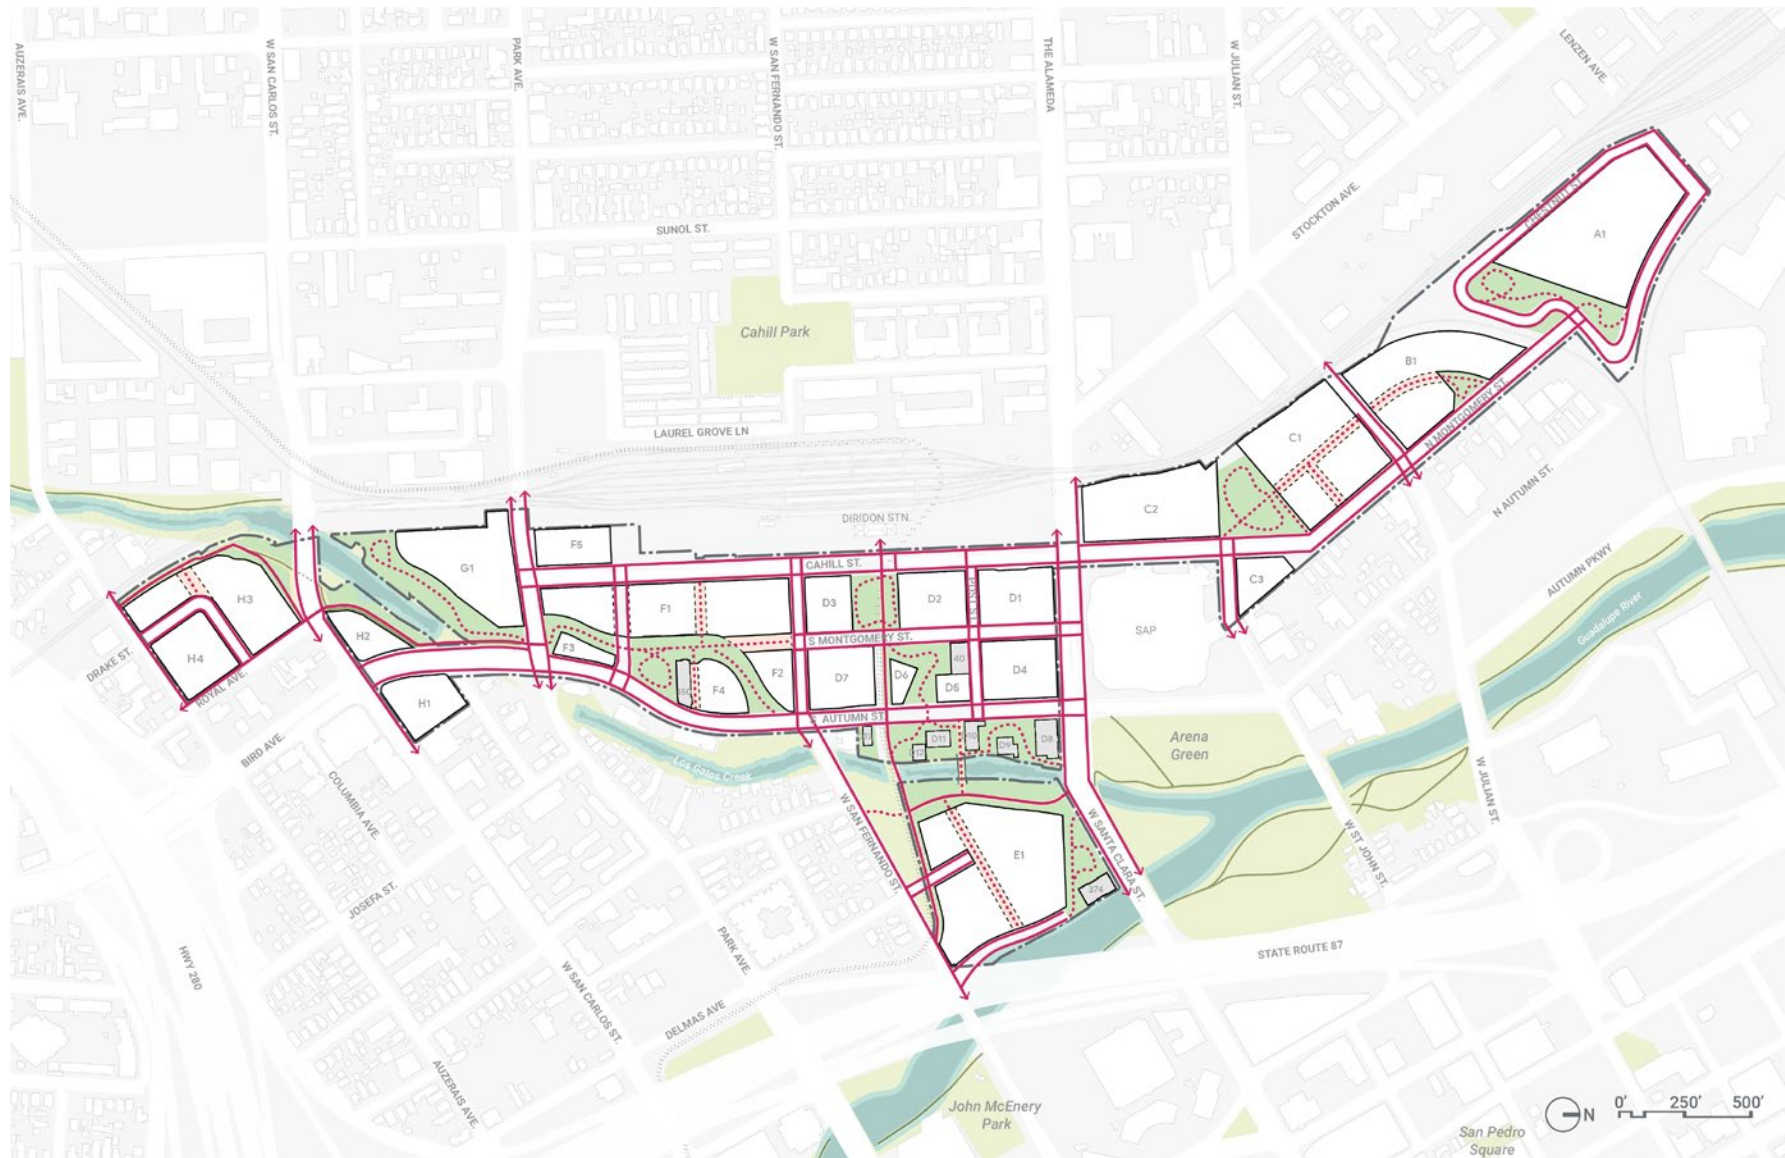 AUZERAIS AVE.
W SAN CARLOS ST.
PARK AVE.
W SAN FERNANDO ST.
THE ALAMEDA
W JULIAN ST.
LENZEN AVE.
STOCKTON AVE.
CHESTNUT ST.
A1
SUNOL ST.
Cahill Park
LAUREL GROVE LN
B1
N MONTGOMERY ST.
C1
N AUTUMN ST.
C2
DIRIDON STN.
AUTUMN PKWY
Guadalupe River
F5
G1
CAHILL ST.
C3
H3
F1
D3
D2
POST ST.
D1
SAP
H2
S MONTGOMERY ST.
F3
H4
DRAKE ST.
ROYAL AVE.
40
D4
H1
F4
F2
D7
D6
D5
S AUTUMN ST.
BIRD AVE.
D11
D9
D8
Arena
Green
Los Gatos Creek
COLUMBIA AVE.
W SAN FERNANDO ST.
W SANTA CLARA ST.
W ST JOHN ST.
W JULIAN ST.
E1
374
JOSEFA ST.
PARK AVE.
STATE ROUTE 87
HWY 280
W SAN CARLOS ST.
DELMAS AVE
AUZERAIS AVE.
John McEnery
Park
San Pedro
Square
N
0' 250' 500'